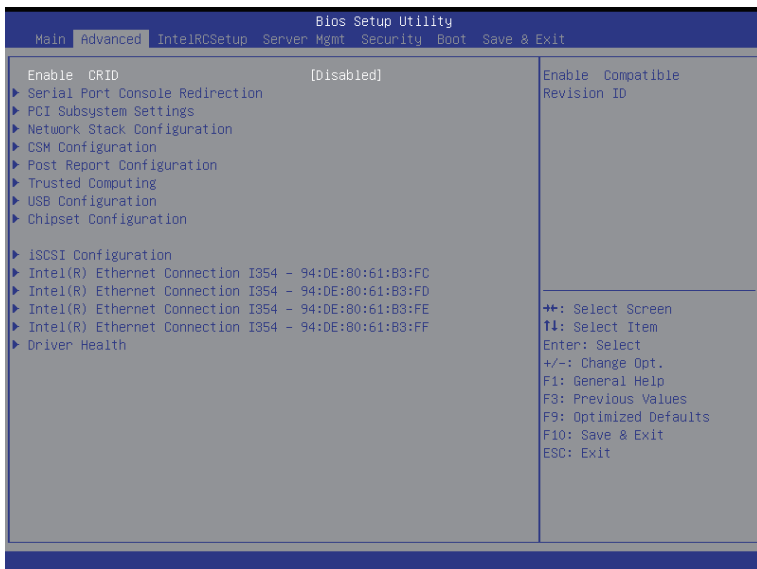 Bios Setup Utility
Main Advanced IntelRCSetup Server Mgmt Security Boot Save & Exit
Enable CRID [Disabled]
Serial Port Console Redirection
PCI Subsystem Settings
Network Stack Configuration
CSM Configuration
Post Report Configuration
Trusted Computing
USB Configuration
Chipset Configuration
iSCSI Configuration
Intel(R) Ethernet Connection I354 - 94:DE:80:61:B3:FC
Intel(R) Ethernet Connection I354 - 94:DE:80:61:B3:FD
Intel(R) Ethernet Connection I354 - 94:DE:80:61:B3:FE
Intel(R) Ethernet Connection I354 - 94:DE:80:61:B3:FF
Driver Health
Enable Compatible
Revision ID
→←: Select Screen
↑↓: Select Item
Enter: Select
+/-: Change Opt.
F1: General Help
F3: Previous Values
F9: Optimized Defaults
F10: Save & Exit
ESC: Exit